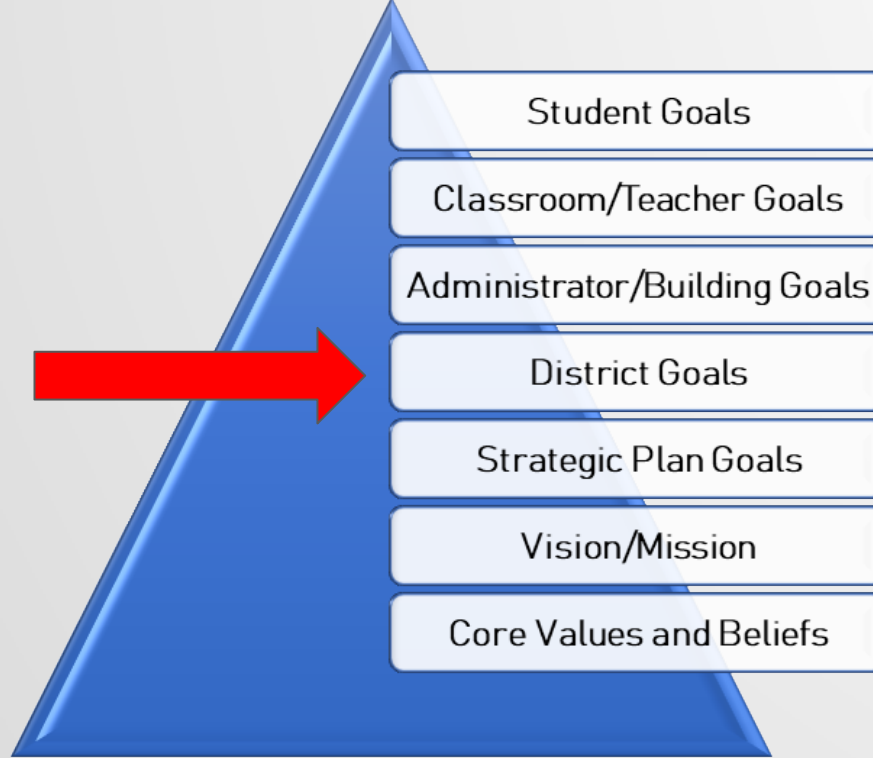 Student Goals
Classroom/Teacher Goals
Administrator/Building Goals
District Goals
Strategic Plan Goals
Vision/Mission
Core Values and Beliefs